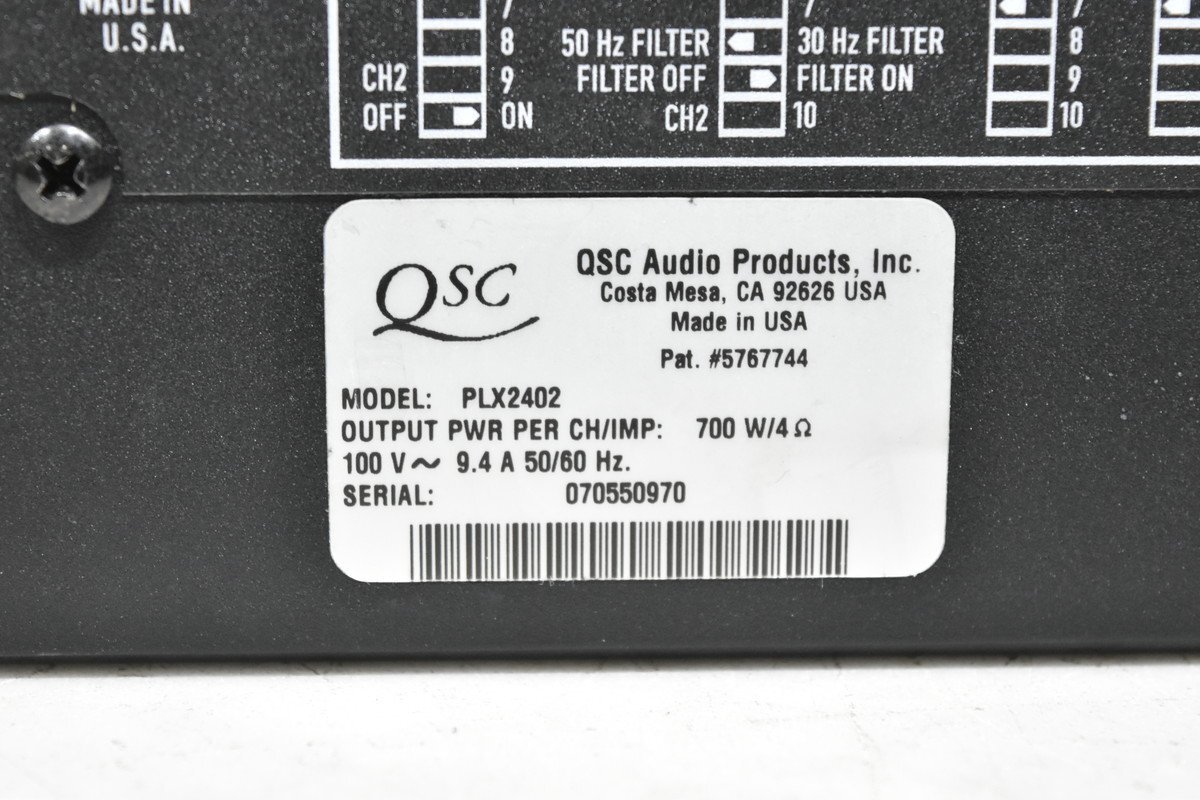 MADE IN
U.S.A.
7
8
CH2 9
OFF ON
7
50 Hz FILTER 30 Hz FILTER
FILTER OFF FILTER ON
CH2 10
7
8
9
10
QSC
QSC Audio Products, Inc.
Costa Mesa, CA 92626 USA
Made in USA
Pat. #5767744
MODEL: PLX2402
OUTPUT PWR PER CH/IMP: 700 W/4 Ω
100 V~ 9.4 A 50/60 Hz.
SERIAL: 070550970